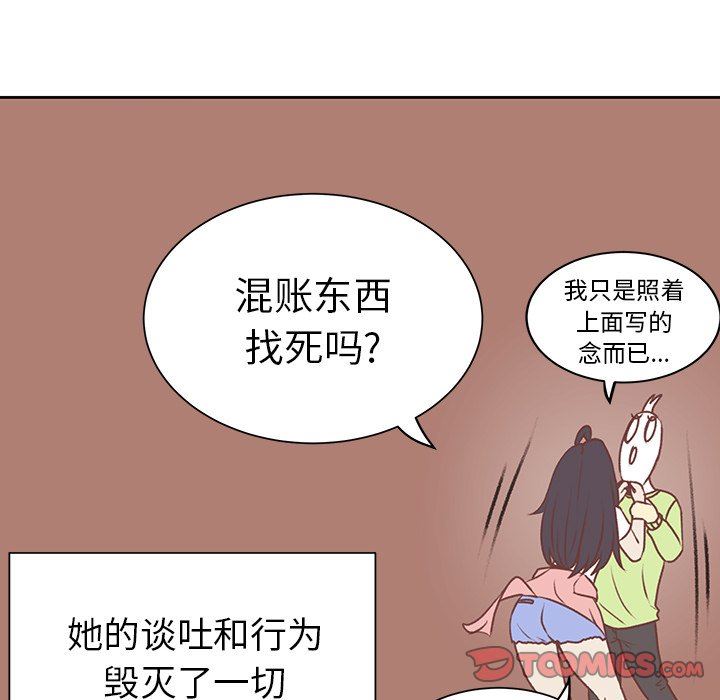 混账东西
找死吗?
我只是照着
上面写的
念而已...
她的谈吐和行为
毁灭了一切
TOOMICS
TOOMICS.COM